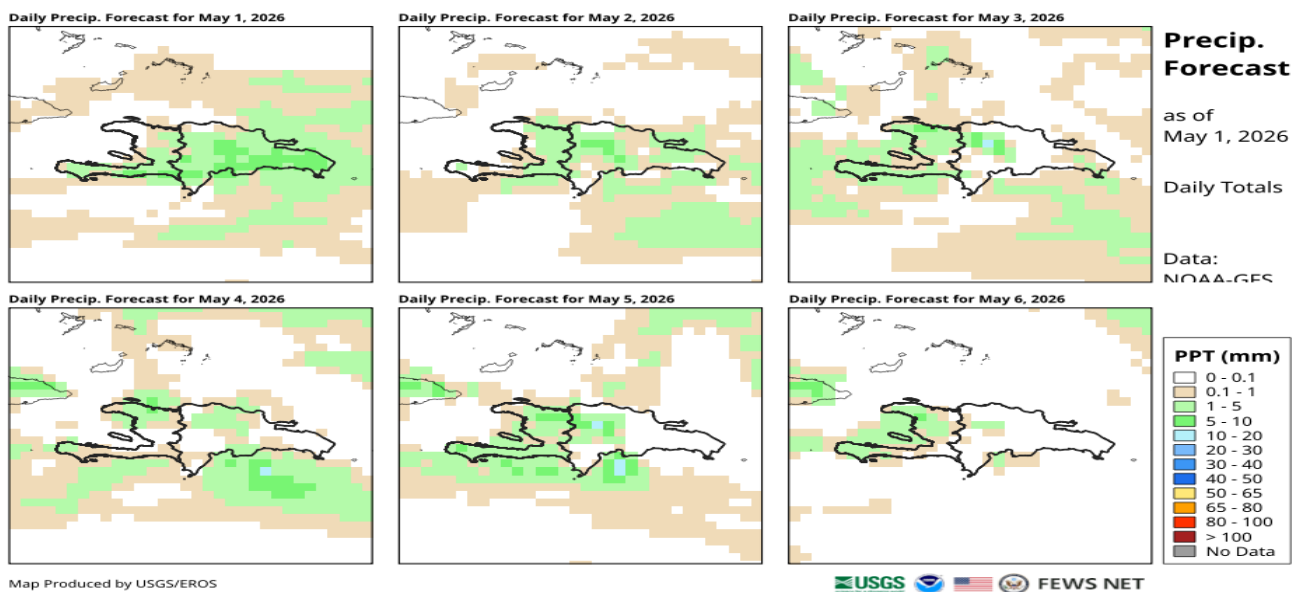 Daily Precip. Forecast for May 1, 2026
Daily Precip. Forecast for May 2, 2026
Daily Precip. Forecast for May 3, 2026
Precip.
Forecast
as of
May 1, 2026
Daily Totals
Data:
NOAA-GFS
Daily Precip. Forecast for May 4, 2026
Daily Precip. Forecast for May 5, 2026
Daily Precip. Forecast for May 6, 2026
PPT (mm)
0 - 0.1
0.1 - 1
1 - 5
5 - 10
10 - 20
20 - 30
30 - 40
40 - 50
50 - 65
65 - 80
80 - 100
> 100
No Data
Map Produced by USGS/EROS
USGS
FEWS NET